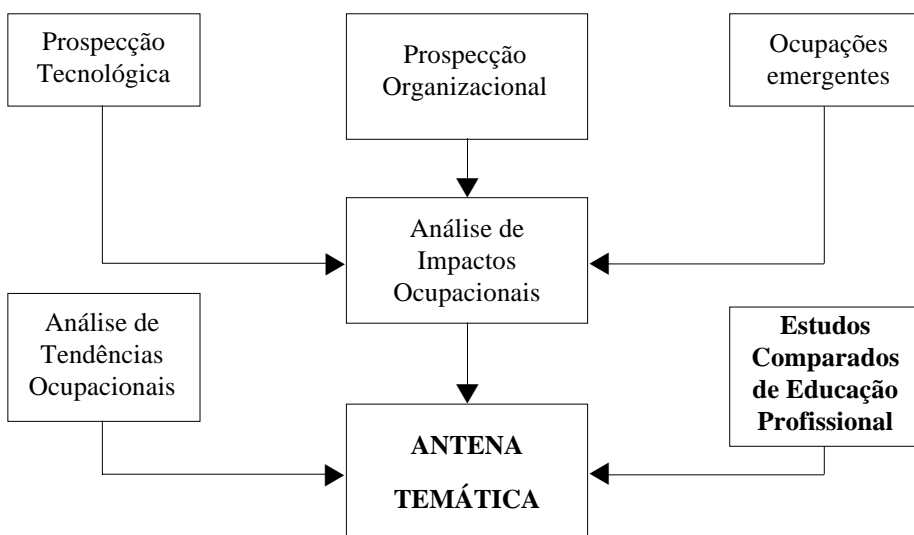 Prospecção
Tecnológica
Prospecção
Organizacional
Ocupações
emergentes
Análise de
Impactos
Ocupacionais
Análise de
Tendências
Ocupacionais
Estudos
Comparados
de Educação
Profissional
ANTENA
TEMÁTICA